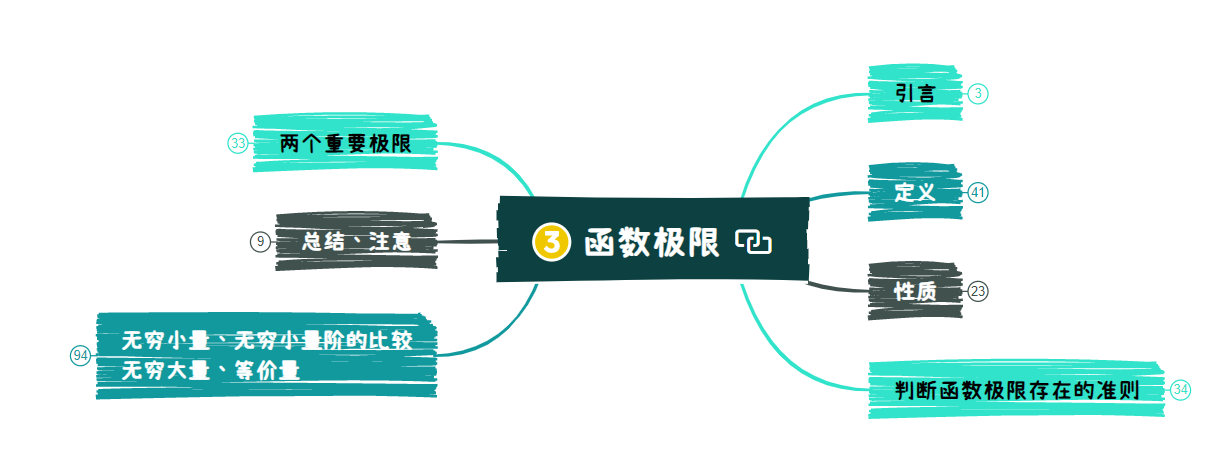 引言
3
定义
41
性质
23
判断函数极限存在的准则
34
3 函数极限
两个重要极限
33
总结、注意
9
无穷小量、无穷小量阶的比较
无穷大量、等价量
94